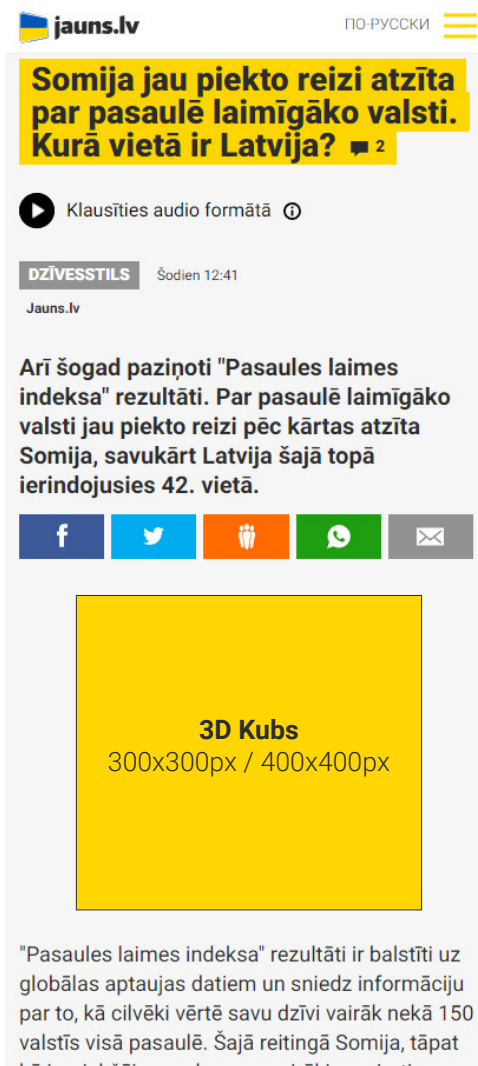 jauns.lv
ПО-РУССКИ
Somija jau piekto reizi atzīta
par pasaulē laimīgāko valsti.
Kurā vietā ir Latvija? 2
Klausīties audio formātā
DZĪVESSTILS Šodien 12:41
Jauns.lv
Arī šogad paziņoti "Pasaules laimes
indeksa" rezultāti. Par pasaulē laimīgāko
valsti jau piekto reizi pēc kārtas atzīta
Somija, savukārt Latvija šajā topā
ierindojusies 42. vietā.
3D Kubs
300x300px / 400x400px
"Pasaules laimes indeksa" rezultāti ir balstīti uz
globālas aptaujas datiem un sniedz informāciju
par to, kā cilvēki vērtē savu dzīvi vairāk nekā 150
valstīs visā pasaulē. Šajā reitingā Somija, tāpat